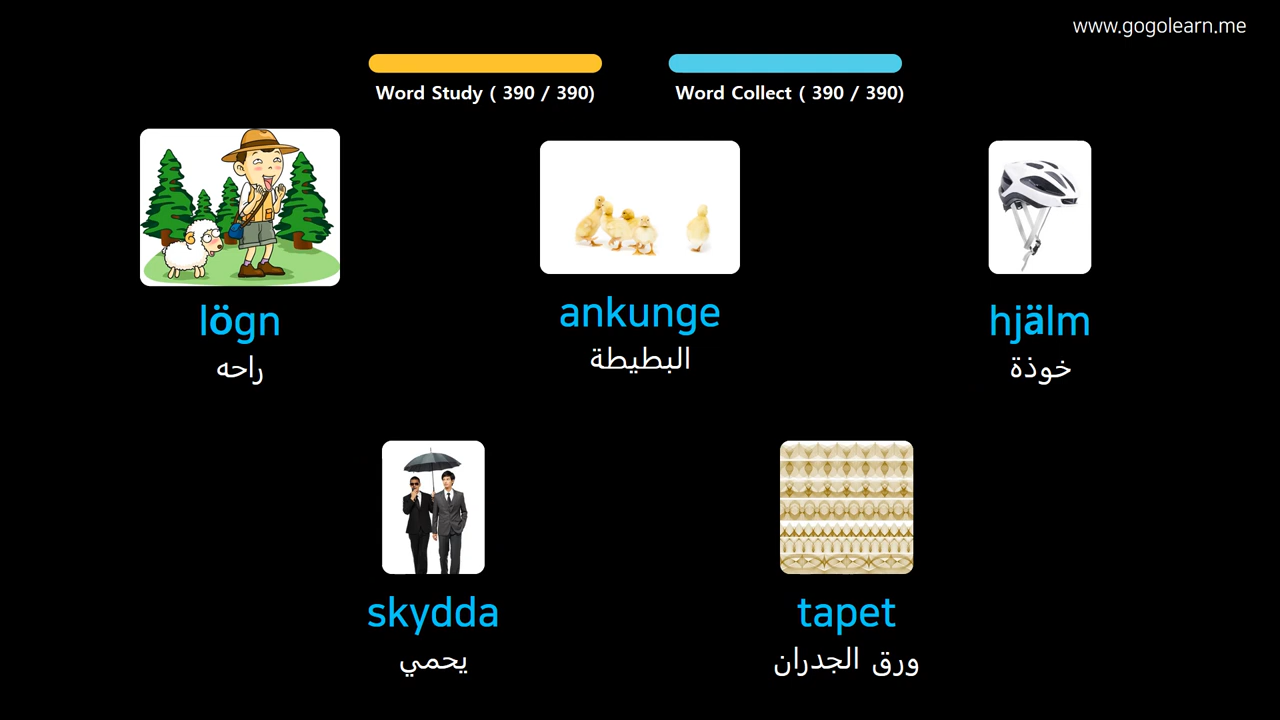 www.gogolearn.me
Word Study ( 390 / 390)
Word Collect ( 390 / 390)
lögn
راحه
ankunge
البطيطة
hjälm
خوذة
skydda
يحمي
tapet
ورق الجدران